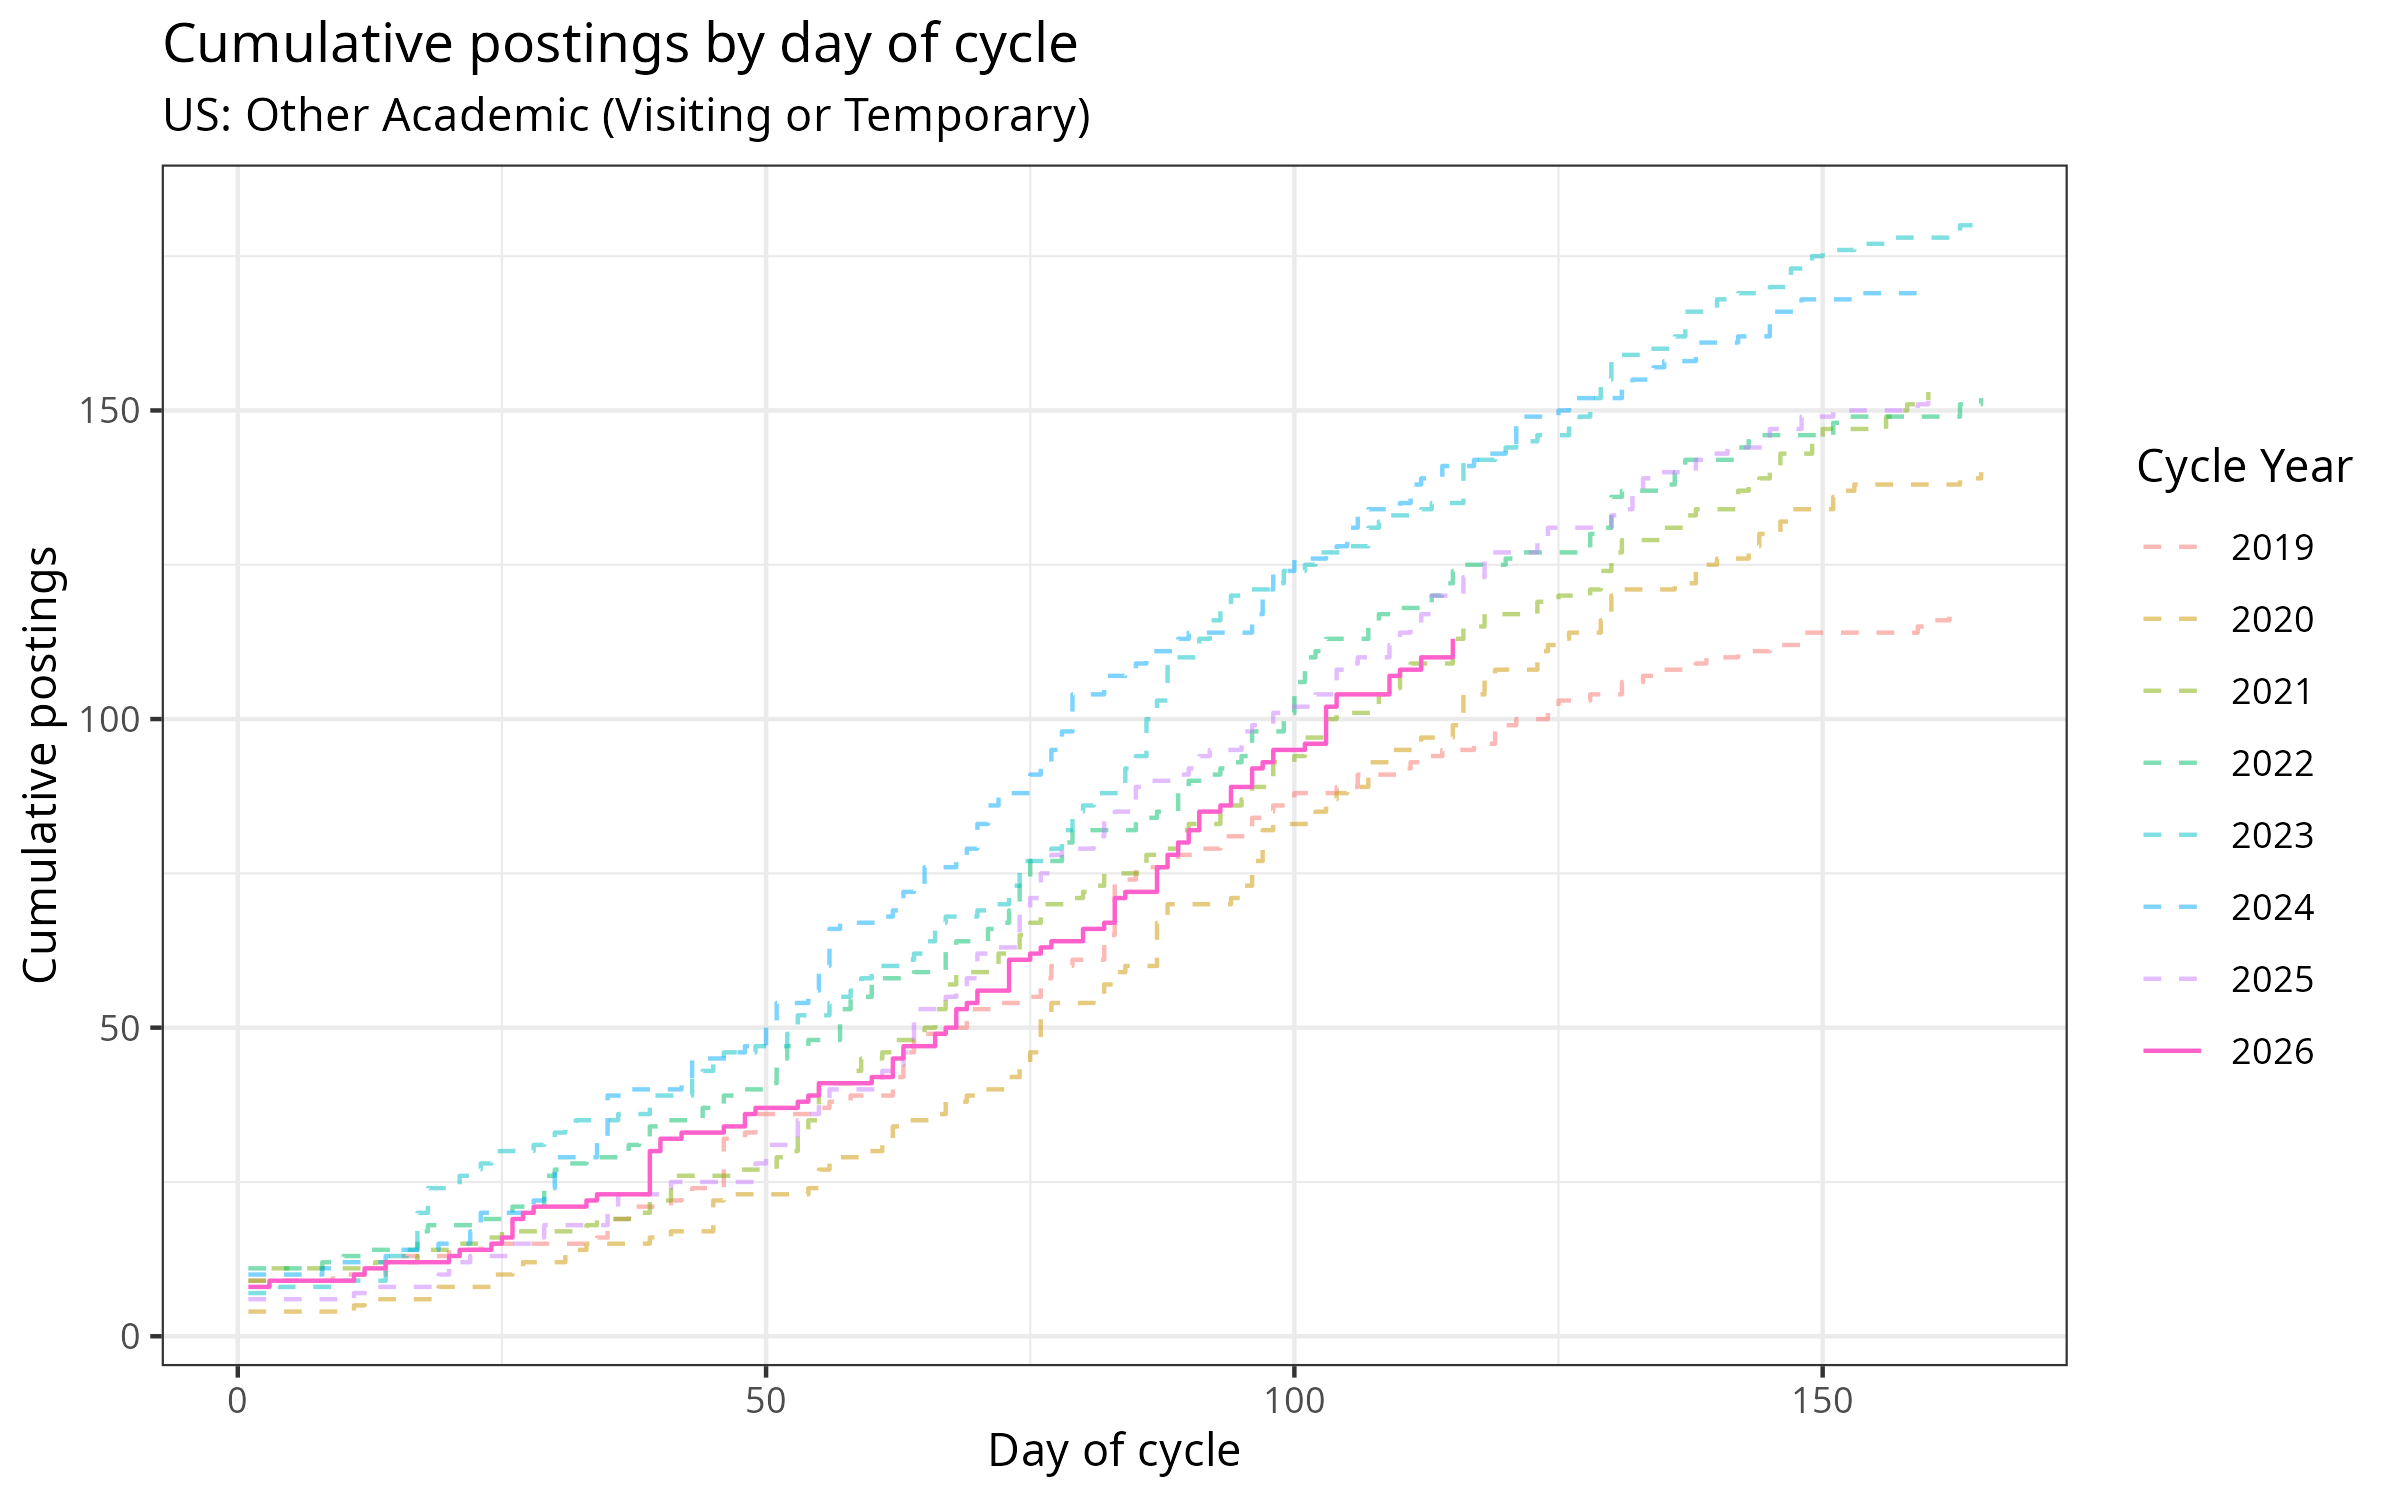 Cumulative postings by day of cycle
US: Other Academic (Visiting or Temporary)
Cumulative postings
150
100
50
0
0 50 100 150
Day of cycle
Cycle Year
2019
2020
2021
2022
2023
2024
2025
2026